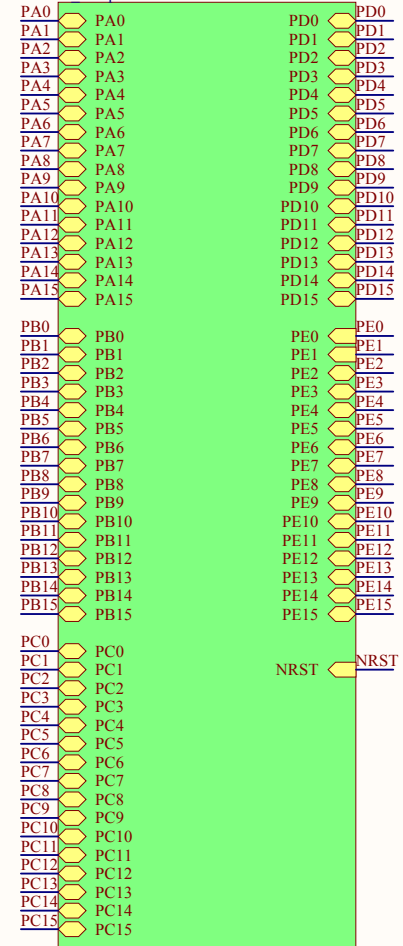 PA0 PA0 PD0 PD0
PA1 PA1 PD1 PD1
PA2 PA2 PD2 PD2
PA3 PA3 PD3 PD3
PA4 PA4 PD4 PD4
PA5 PA5 PD5 PD5
PA6 PA6 PD6 PD6
PA7 PA7 PD7 PD7
PA8 PA8 PD8 PD8
PA9 PA9 PD9 PD9
PA10 PA10 PD10 PD10
PA11 PA11 PD11 PD11
PA12 PA12 PD12 PD12
PA13 PA13 PD13 PD13
PA14 PA14 PD14 PD14
PA15 PA15 PD15 PD15
PB0 PB0 PE0 PE0
PB1 PB1 PE1 PE1
PB2 PB2 PE2 PE2
PB3 PB3 PE3 PE3
PB4 PB4 PE4 PE4
PB5 PB5 PE5 PE5
PB6 PB6 PE6 PE6
PB7 PB7 PE7 PE7
PB8 PB8 PE8 PE8
PB9 PB9 PE9 PE9
PB10 PB10 PE10 PE10
PB11 PB11 PE11 PE11
PB12 PB12 PE12 PE12
PB13 PB13 PE13 PE13
PB14 PB14 PE14 PE14
PB15 PB15 PE15 PE15
PC0 PC0
PC1 PC1 NRST NRST
PC2 PC2
PC3 PC3
PC4 PC4
PC5 PC5
PC6 PC6
PC7 PC7
PC8 PC8
PC9 PC9
PC10 PC10
PC11 PC11
PC12 PC12
PC13 PC13
PC14 PC14
PC15 PC15